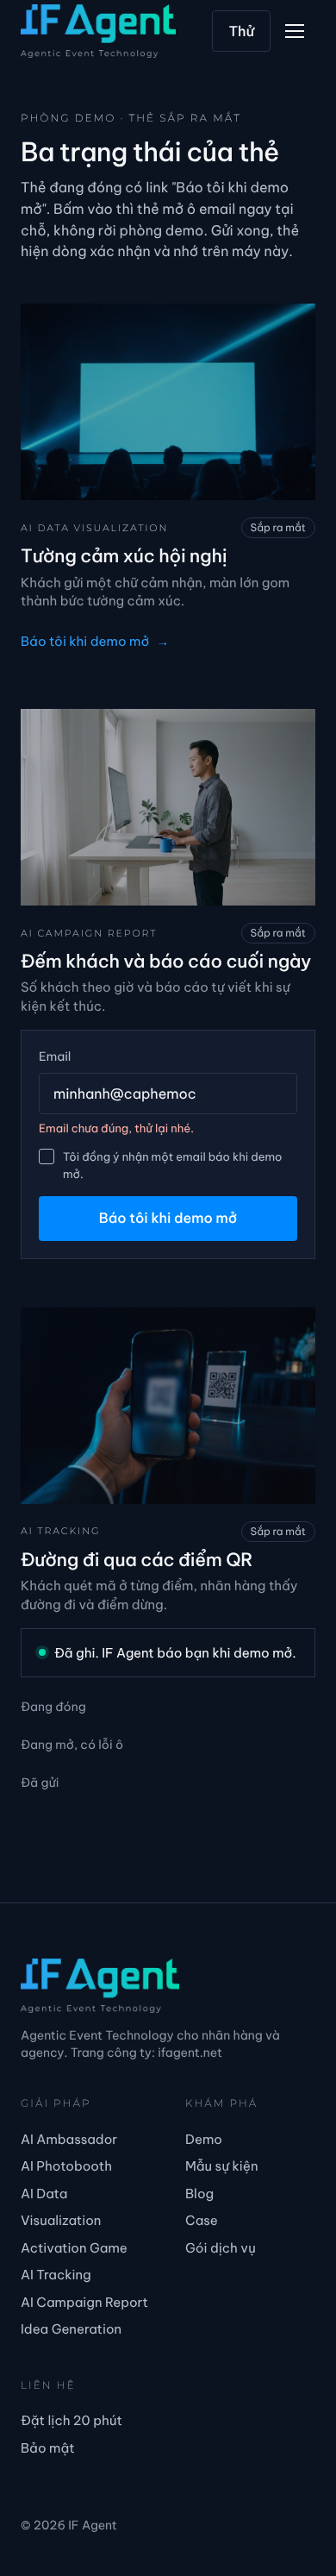 IF Agent
Agentic Event Technology
Thử
PHÒNG DEMO · THẺ SẮP RA MẮT
Ba trạng thái của thẻ
Thẻ đang đóng có link "Báo tôi khi demo
mở". Bấm vào thì thẻ mở ô email ngay tại
chỗ, không rời phòng demo. Gửi xong, thẻ
hiện dòng xác nhận và nhớ trên máy này.
AI DATA VISUALIZATION
Sắp ra mắt
Tường cảm xúc hội nghị
Khách gửi một chữ cảm nhận, màn lớn gom
thành bức tường cảm xúc.
Báo tôi khi demo mở →
AI CAMPAIGN REPORT
Sắp ra mắt
Đếm khách và báo cáo cuối ngày
Số khách theo giờ và báo cáo tự viết khi sự
kiện kết thúc.
Email
minhanh@caphemoc
Email chưa đúng, thử lại nhé.
Tôi đồng ý nhận một email báo khi demo
mở.
Báo tôi khi demo mở
AI TRACKING
Sắp ra mắt
Đường đi qua các điểm QR
Khách quét mã ở từng điểm, nhãn hàng thấy
đường đi và điểm dừng.
Đã ghi. IF Agent báo bạn khi demo mở.
Đang đóng
Đang mở, có lỗi ô
Đã gửi
IF Agent
Agentic Event Technology
Agentic Event Technology cho nhãn hàng và
agency. Trang công ty: ifagent.net
GIẢI PHÁP
AI Ambassador
AI Photobooth
AI Data
Visualization
Activation Game
AI Tracking
AI Campaign Report
Idea Generation
KHÁM PHÁ
Demo
Mẫu sự kiện
Blog
Case
Gói dịch vụ
LIÊN HỆ
Đặt lịch 20 phút
Bảo mật
© 2026 IF Agent